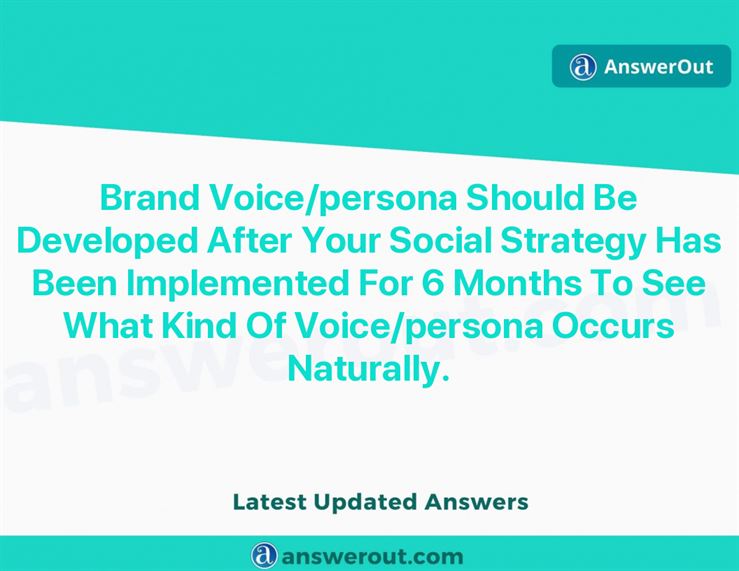 AnswerOut
Brand Voice/persona Should Be
Developed After Your Social Strategy Has
Been Implemented For 6 Months To See
What Kind Of Voice/persona Occurs
Naturally.
answerout.com
Latest Updated Answers
answerout.com